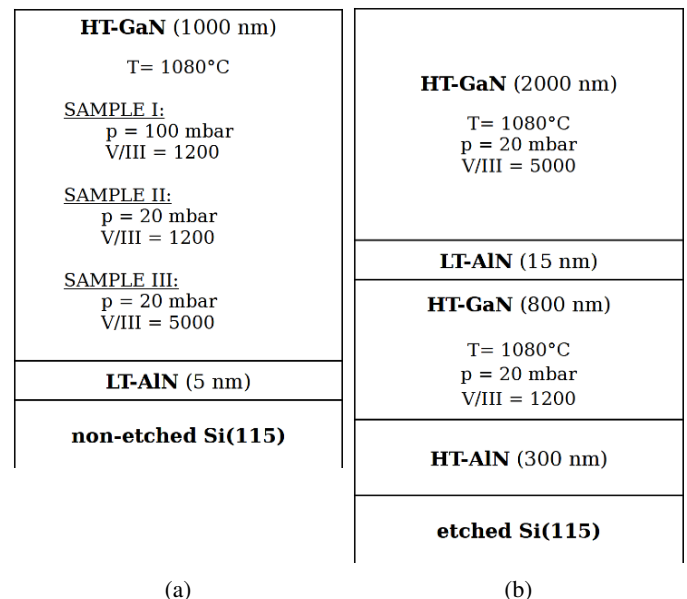 HT-GaN (1000 nm)
T= 1080°C
SAMPLE I:
p = 100 mbar
V/III = 1200
SAMPLE II:
p = 20 mbar
V/III = 1200
SAMPLE III:
p = 20 mbar
V/III = 5000
LT-AlN (5 nm)
non-etched Si(115)
(a)
HT-GaN (2000 nm)
T= 1080°C
p = 20 mbar
V/III = 5000
LT-AlN (15 nm)
HT-GaN (800 nm)
T= 1080°C
p = 20 mbar
V/III = 1200
HT-AlN (300 nm)
etched Si(115)
(b)